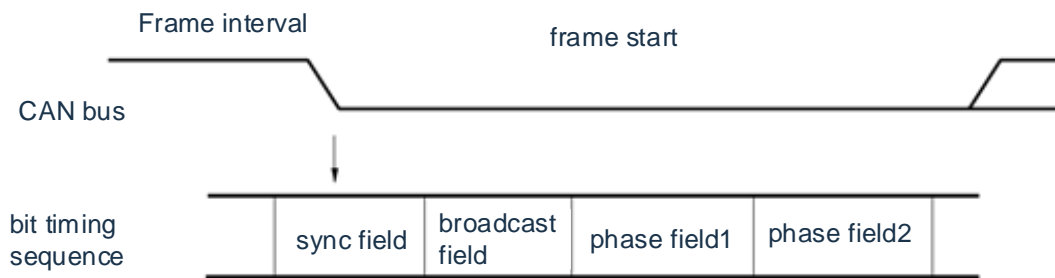 Frame interval
frame start
CAN bus
bit timing
sequence
sync field
broadcast
field
phase field1
phase field2